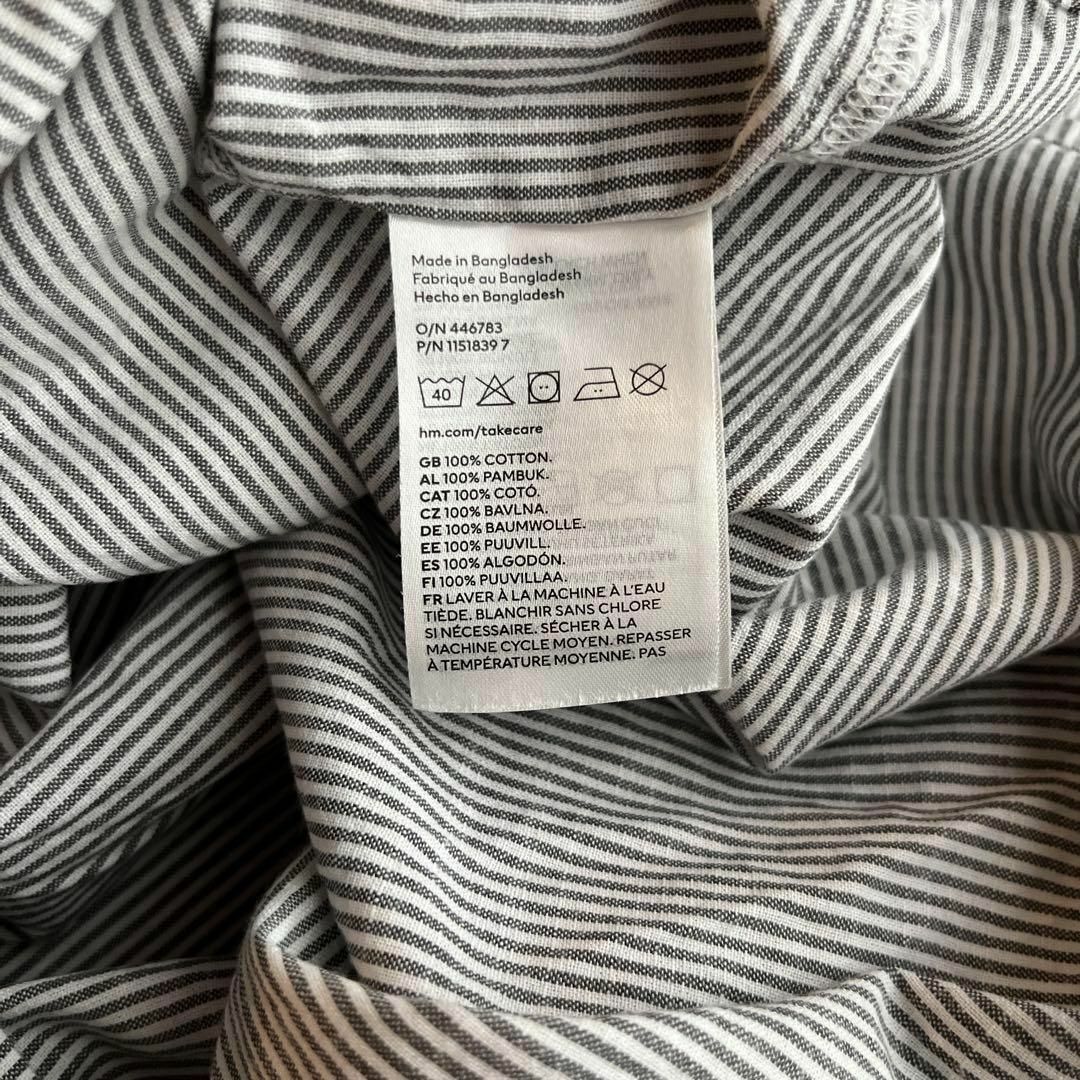 Made in Bangladesh
Fabriqué au Bangladesh
Hecho en Bangladesh
O/N 446783
P/N 1151839 7
40
hm.com/takecare
GB 100% COTTON.
AL 100% PAMBUK.
CAT 100% COTÓ.
CZ 100% BAVLNA.
DE 100% BAUMWOLLE.
EE 100% PUUVILL.
ES 100% ALGODÓN.
FI 100% PUUVILLAA.
FR LAVER À LA MACHINE À L'EAU
TIÈDE. BLANCHIR SANS CHLORE
SI NÉCESSAIRE. SÉCHER À LA
MACHINE CYCLE MOYEN. REPASSER
À TEMPÉRATURE MOYENNE. PAS